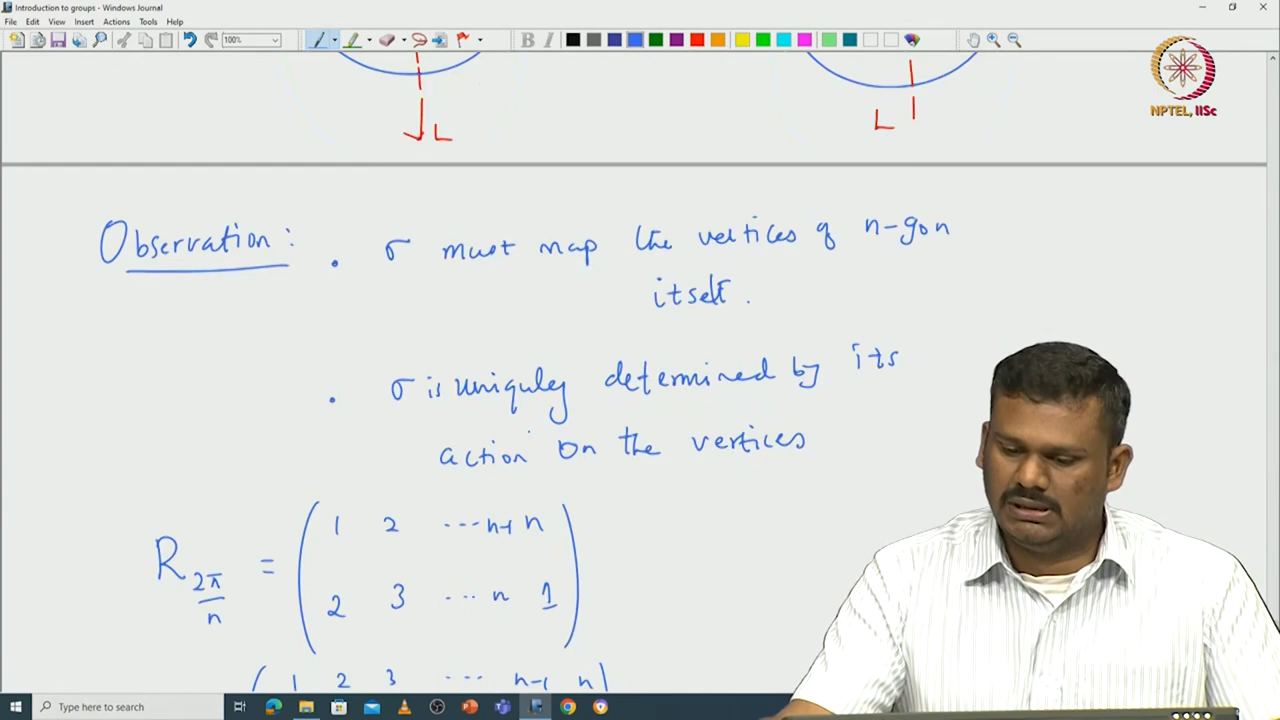 Introduction to groups - Windows Journal
File Edit View Insert Actions Tools Help
100%
B I
NPTEL, IISc
L
L
Observation:
• σ must map the vertices of n-gon
itself.
• σ is uniquley determined by its
action on the vertices
R 2π/n = ( 1 2 ... n-1 n
2 3 ... n 1 )
( 1 2 3 ... n-1 n )
Type here to search